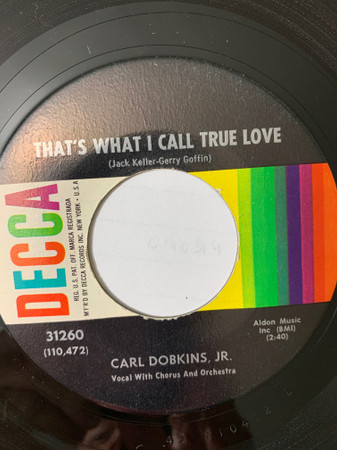 THAT'S WHAT I CALL TRUE LOVE
(Jack Keller-Gerry Goffin)
DECCA
REG. U.S. PAT. OFF. MARCA REGISTRADA
MF'R'D BY DECCA RECORDS INC. NEW YORK • U.S.A.
31260
(110,472)
Aldon Music
Inc (BMI)
(2:40)
CARL DOBKINS, JR.
Vocal With Chorus And Orchestra